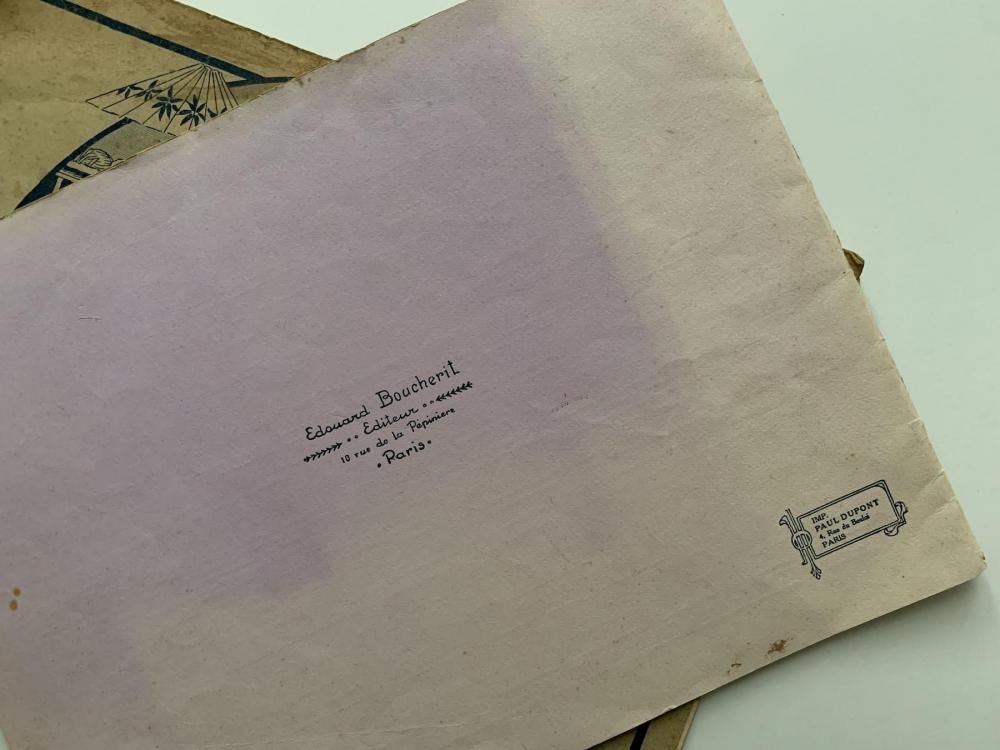 Edouard Boucherit
Editeur
10 rue de la Pépinière
Paris
IMP.
PAUL DUPONT
4, Rue du Bouloi
PARIS